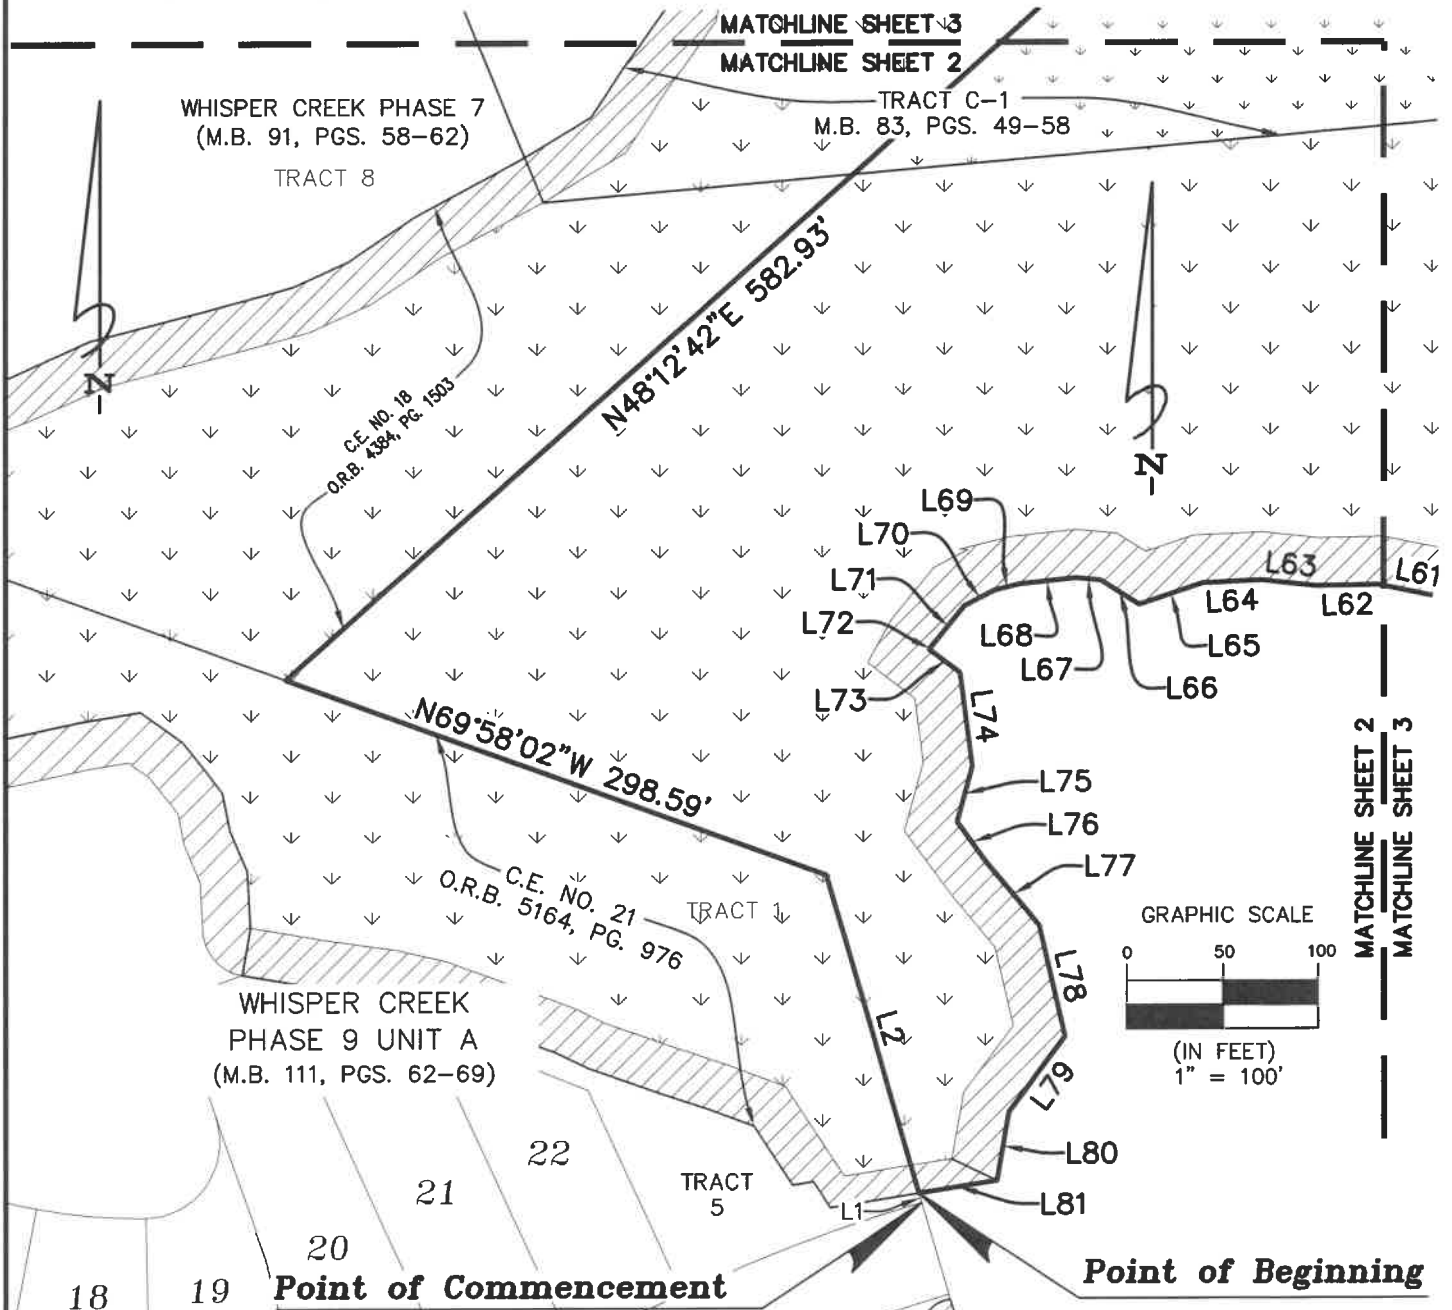 MATCHLINE SHEET 3
MATCHLINE SHEET 2
WHISPER CREEK PHASE 7
(M.B. 91, PGS. 58-62)
TRACT 8
TRACT C-1
M.B. 83, PGS. 49-58
N48°12'42"E 582.93'
N
N
C.E. NO. 18
O.R.B. 4384, PG. 1503
L69
L70
L71
L72
L73
L68
L67
L66
L65
L64
L63
L62
L61
L74
L75
L76
L77
L78
L79
L80
L81
N69°58'02"W 298.59'
C.E. NO. 21
O.R.B. 5164, PG. 976
TRACT 1
L2
MATCHLINE SHEET 2
MATCHLINE SHEET 3
GRAPHIC SCALE
0 50 100
(IN FEET)
1" = 100'
WHISPER CREEK
PHASE 9 UNIT A
(M.B. 111, PGS. 62-69)
22
21
20
19
18
TRACT
5
L1
Point of Commencement
Point of Beginning